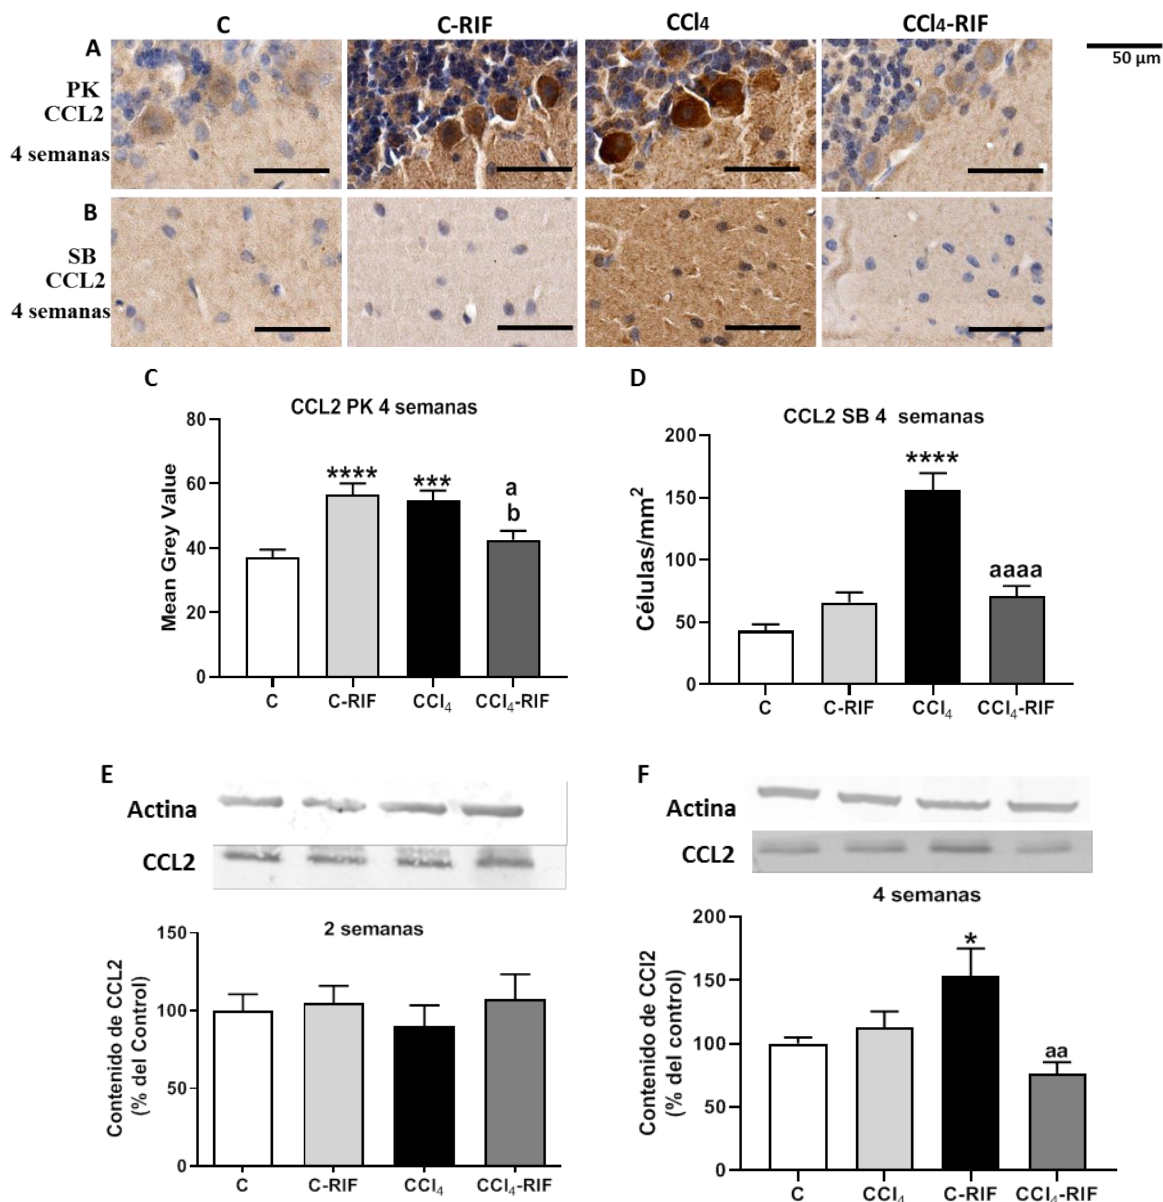 C C-RIF CCl4 CCl4-RIF
A
PK
CCL2
4 semanas
50 µm
B
SB
CCL2
4 semanas
C
CCL2 PK 4 semanas
Mean Grey Value
80
60
40
20
0
****
***
a
b
C C-RIF CCl4 CCl4-RIF
D
CCL2 SB 4 semanas
Células/mm2
200
150
100
50
0
****
aaaa
C C-RIF CCl4 CCl4-RIF
E
Actina
CCL2
2 semanas
Contenido de CCL2
(% del Control)
150
100
50
0
C C-RIF CCl4 CCl4-RIF
F
Actina
CCL2
4 semanas
Contenido de CCl2
(% del control)
200
150
100
50
0
*
aa
C CCl4 C-RIF CCl4-RIF